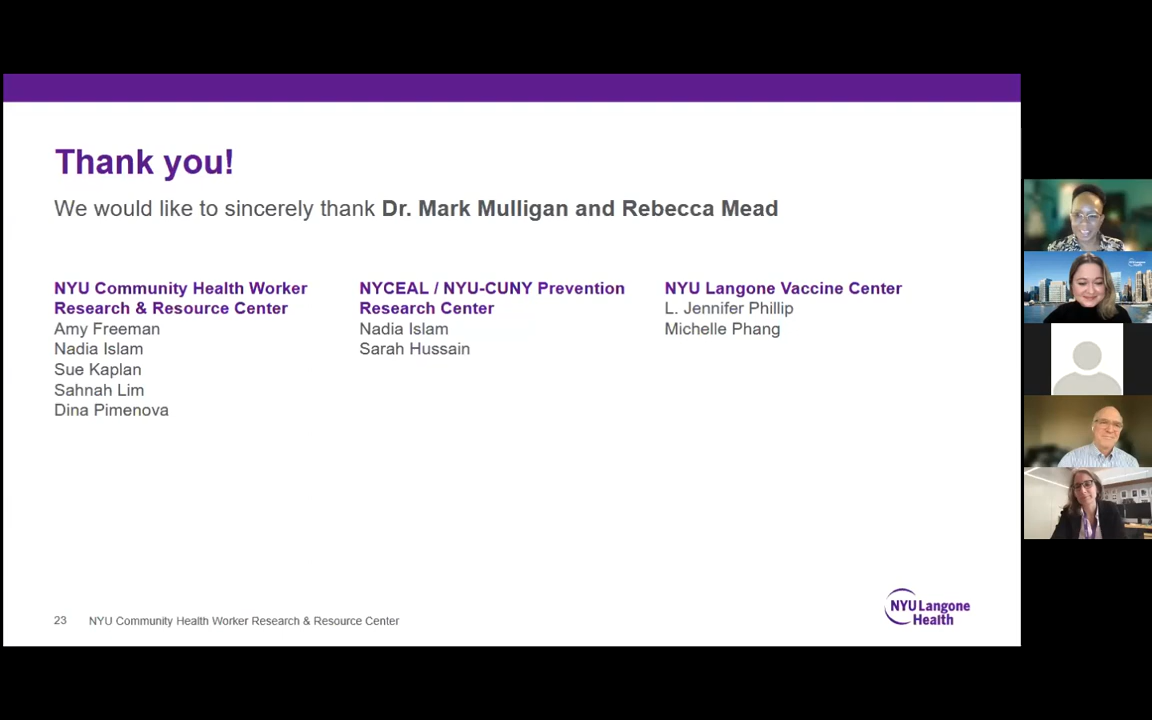 Thank you!
We would like to sincerely thank Dr. Mark Mulligan and Rebecca Mead
NYU Community Health Worker
Research & Resource Center
Amy Freeman
Nadia Islam
Sue Kaplan
Sahnah Lim
Dina Pimenova
NYCEAL / NYU-CUNY Prevention
Research Center
Nadia Islam
Sarah Hussain
NYU Langone Vaccine Center
L. Jennifer Phillip
Michelle Phang
23 NYU Community Health Worker Research & Resource Center
NYU Langone
Health